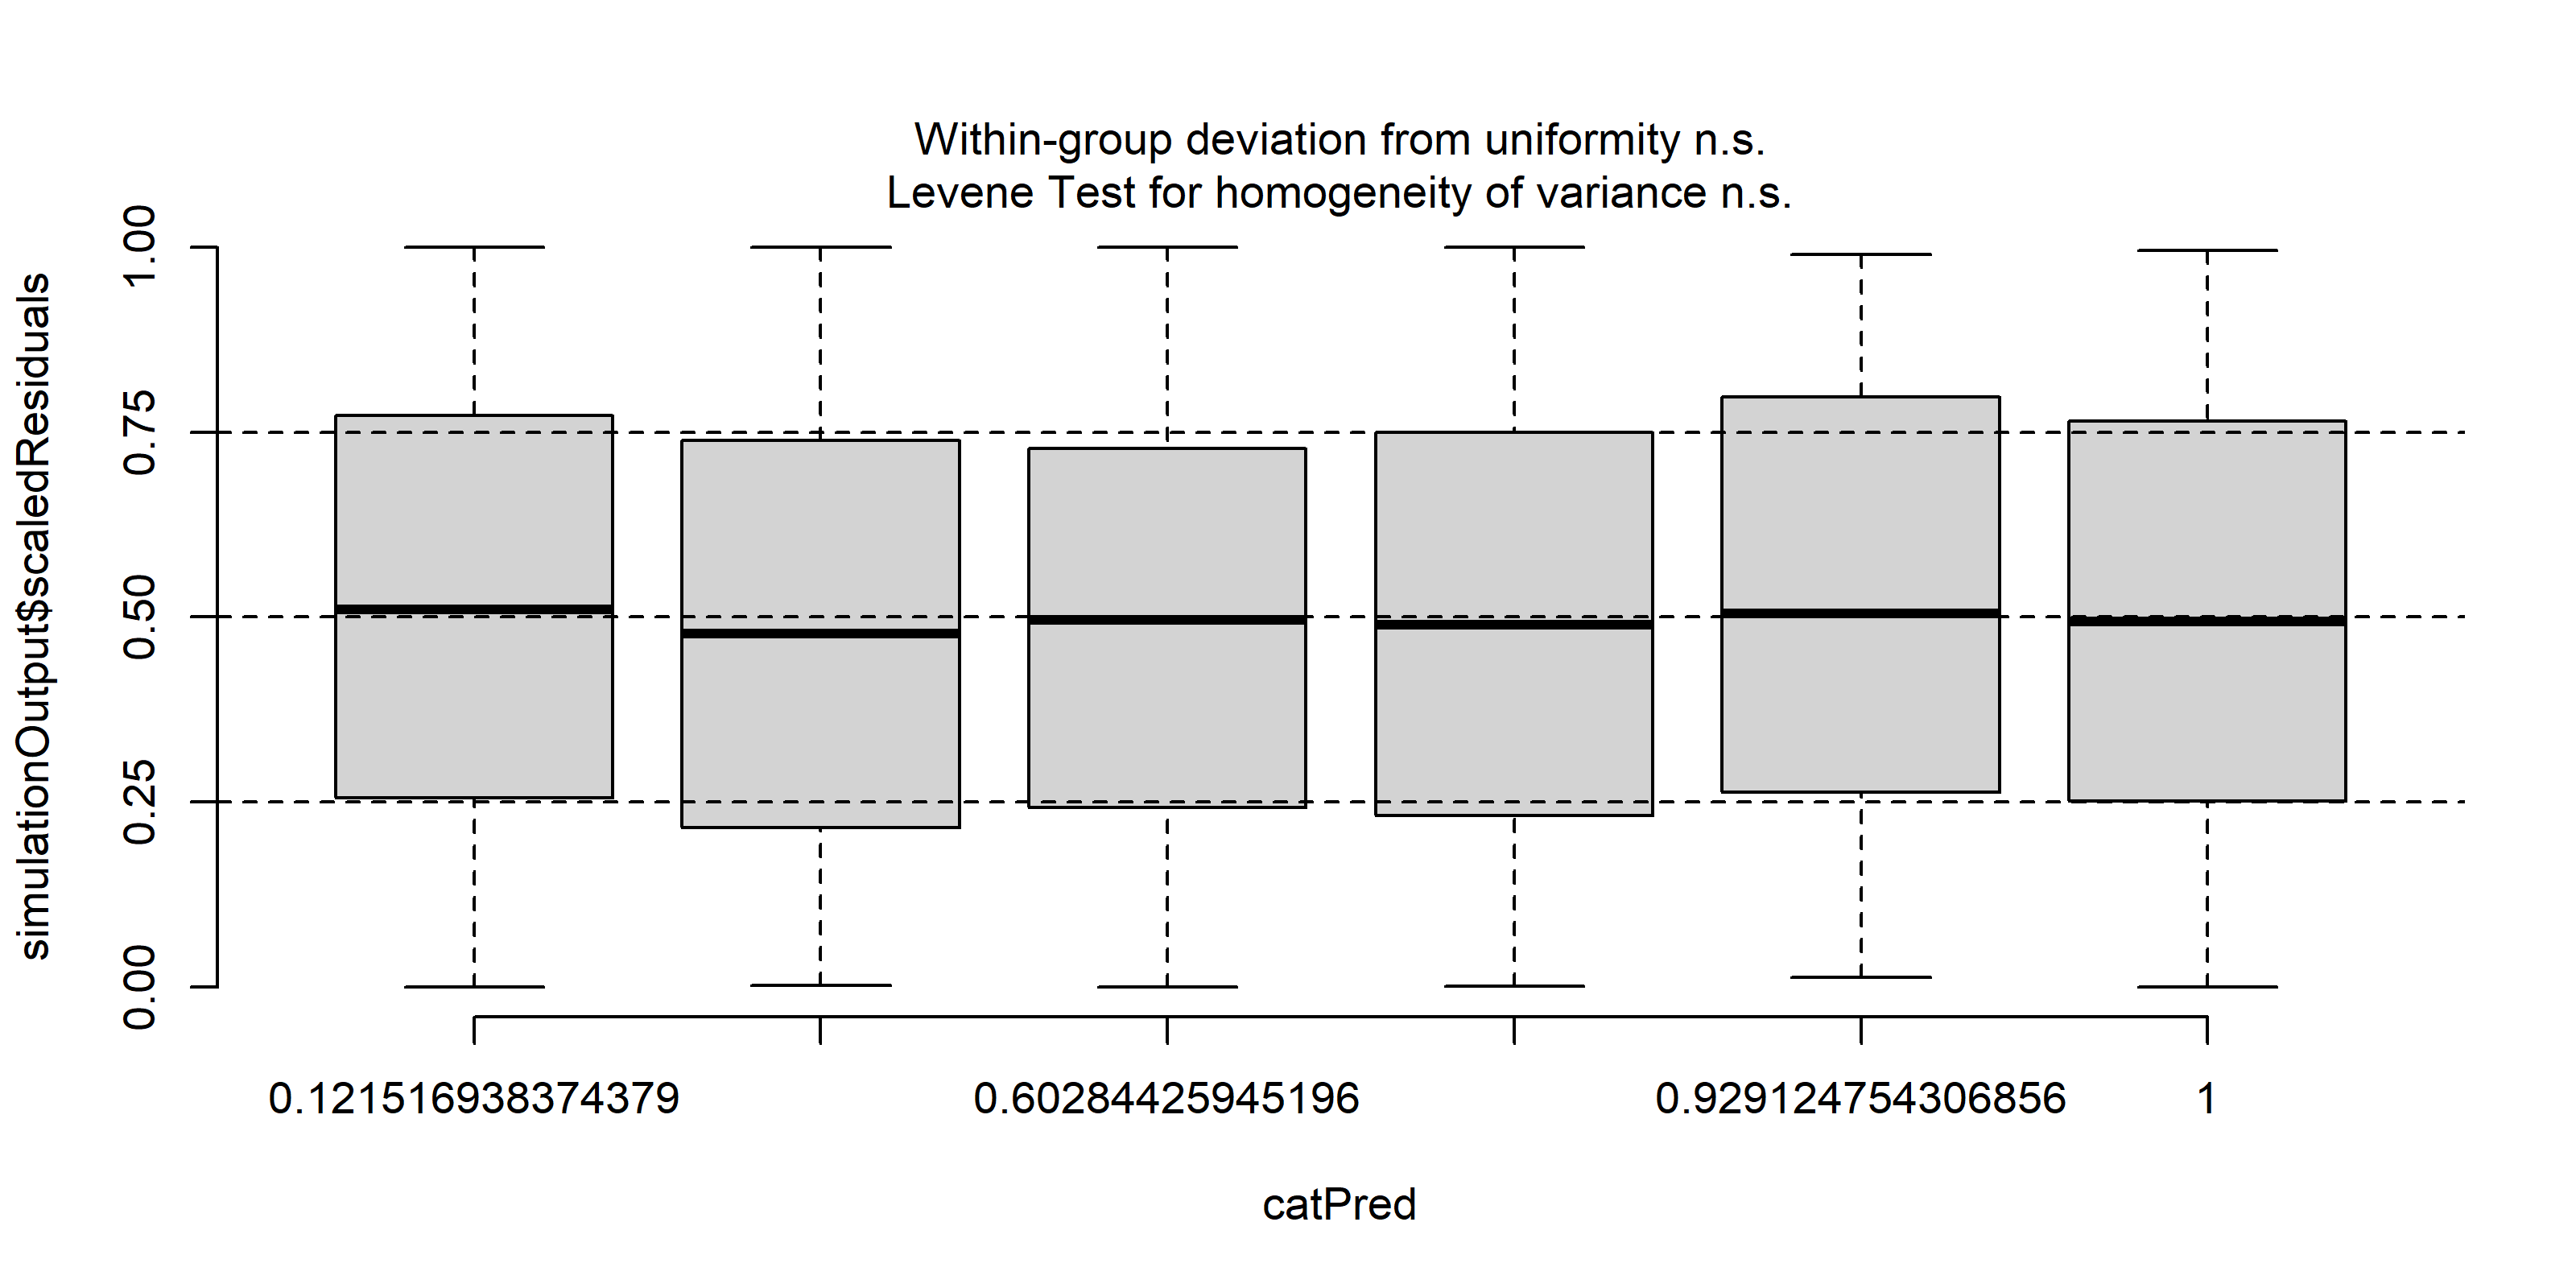 Within-group deviation from uniformity n.s.
Levene Test for homogeneity of variance n.s.
simulationOutput$scaledResiduals
1.00
0.75
0.50
0.25
0.00
0.121516938374379 0.60284425945196 0.929124754306856 1
catPred